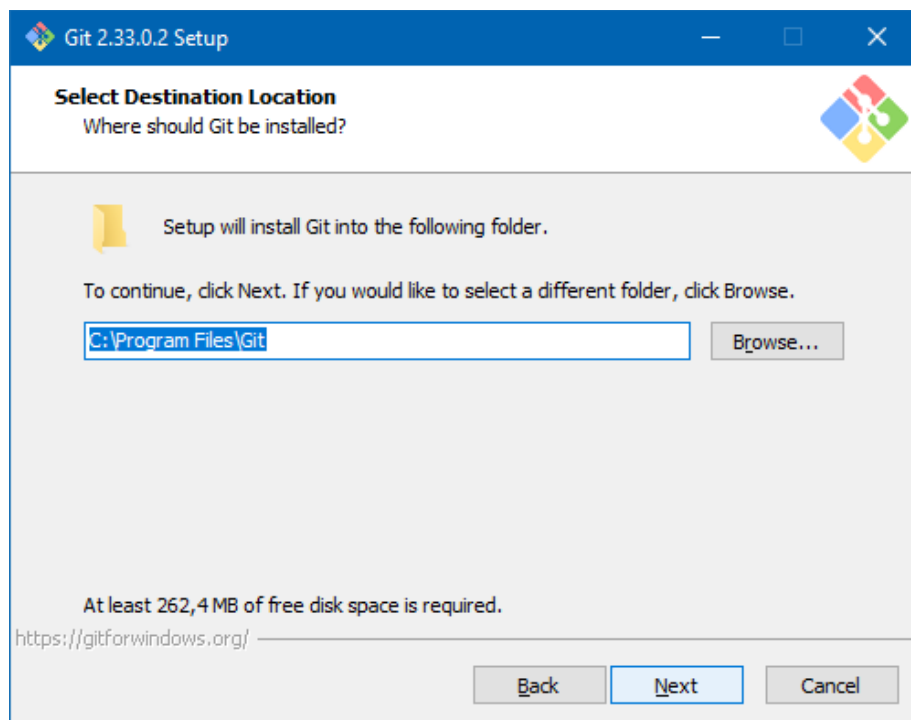 Git 2.33.0.2 Setup
Select Destination Location
Where should Git be installed?
Setup will install Git into the following folder.
To continue, click Next. If you would like to select a different folder, click Browse.
C:\Program Files\Git
Browse...
At least 262,4 MB of free disk space is required.
https://gitforwindows.org/
Back
Next
Cancel